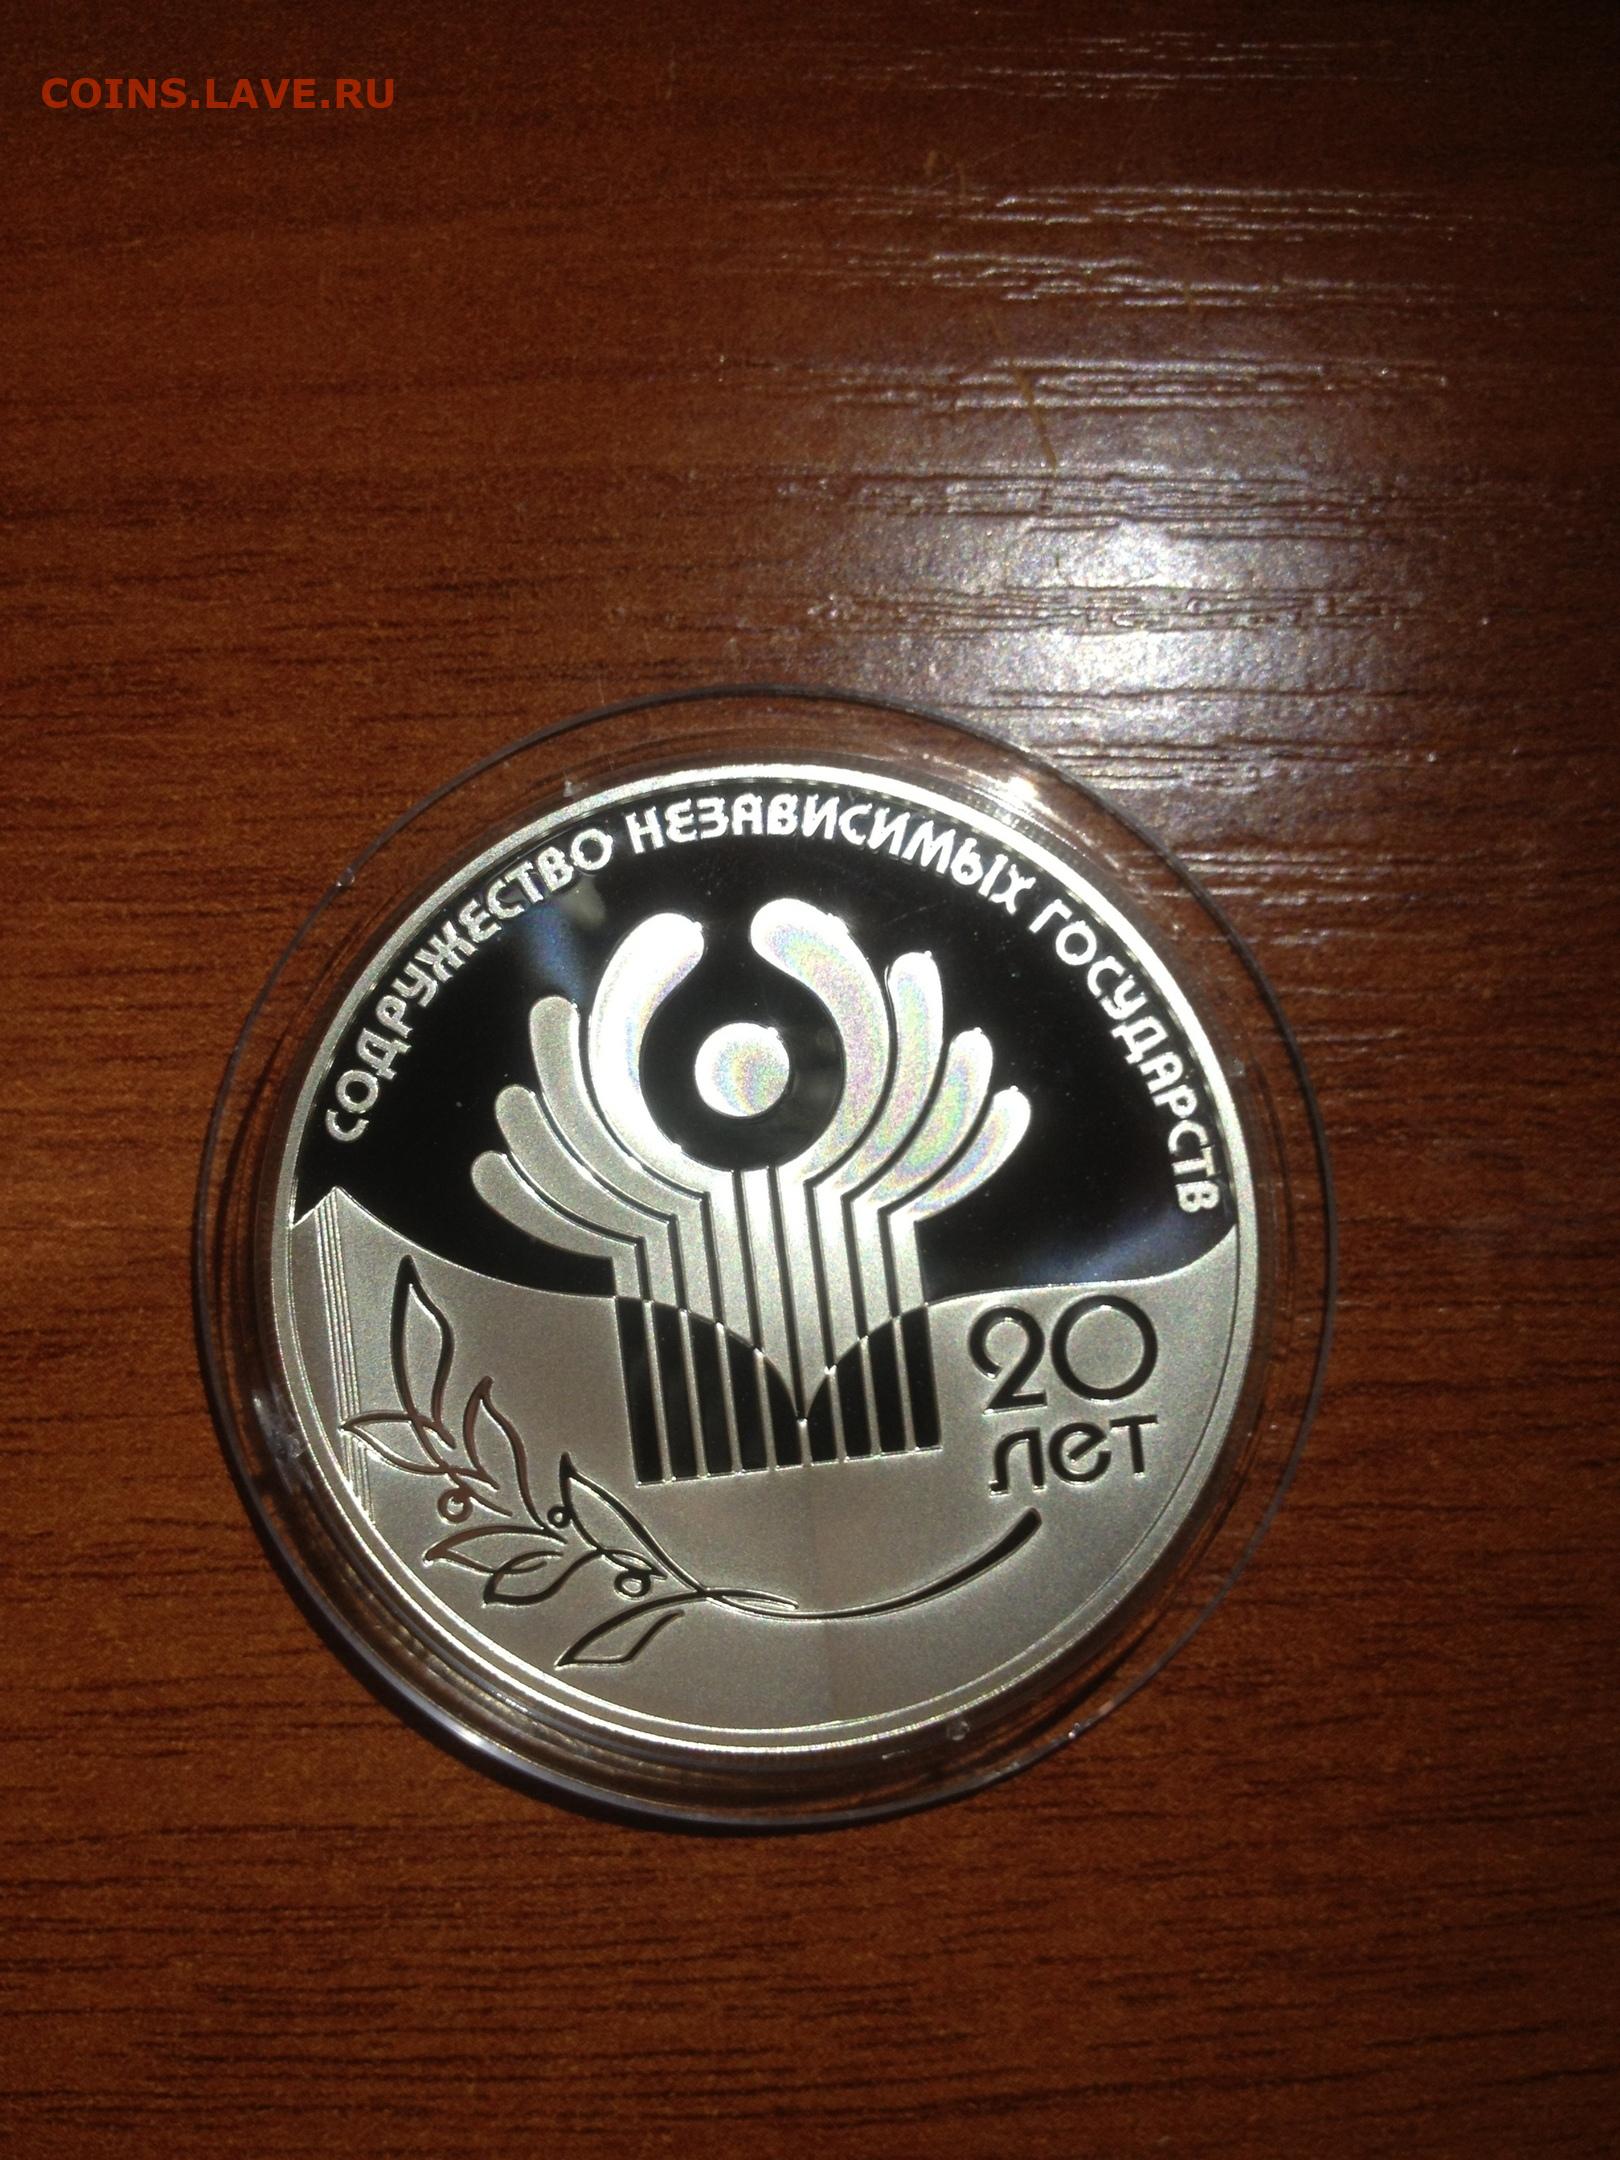 COINS.LAVE.RU
СОДРУЖЕСТВО НЕЗАВИСИМЫХ ГОСУДАРСТВ
20
лет